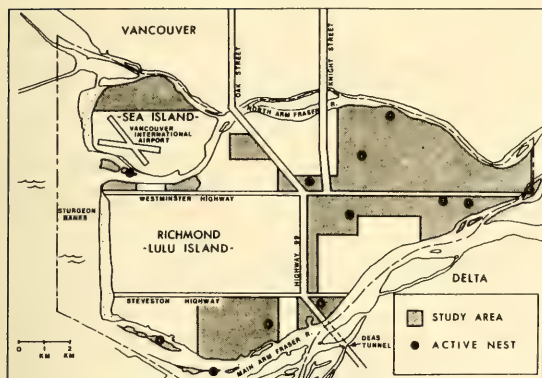 VANCOUVER
OAK STREET
KNIGHT STREET
NORTH ARM FRASER R.
-SEA ISLAND-
VANCOUVER
INTERNATIONAL
AIRPORT
STURGEON
BANKS
WESTMINSTER HIGHWAY
RICHMOND
-LULU ISLAND-
HIGHWAY 99
DELTA
STEVESTON HIGHWAY
MAIN ARM FRASER R.
DEAS
TUNNEL
0 1 2
KM KM
STUDY AREA
ACTIVE NEST